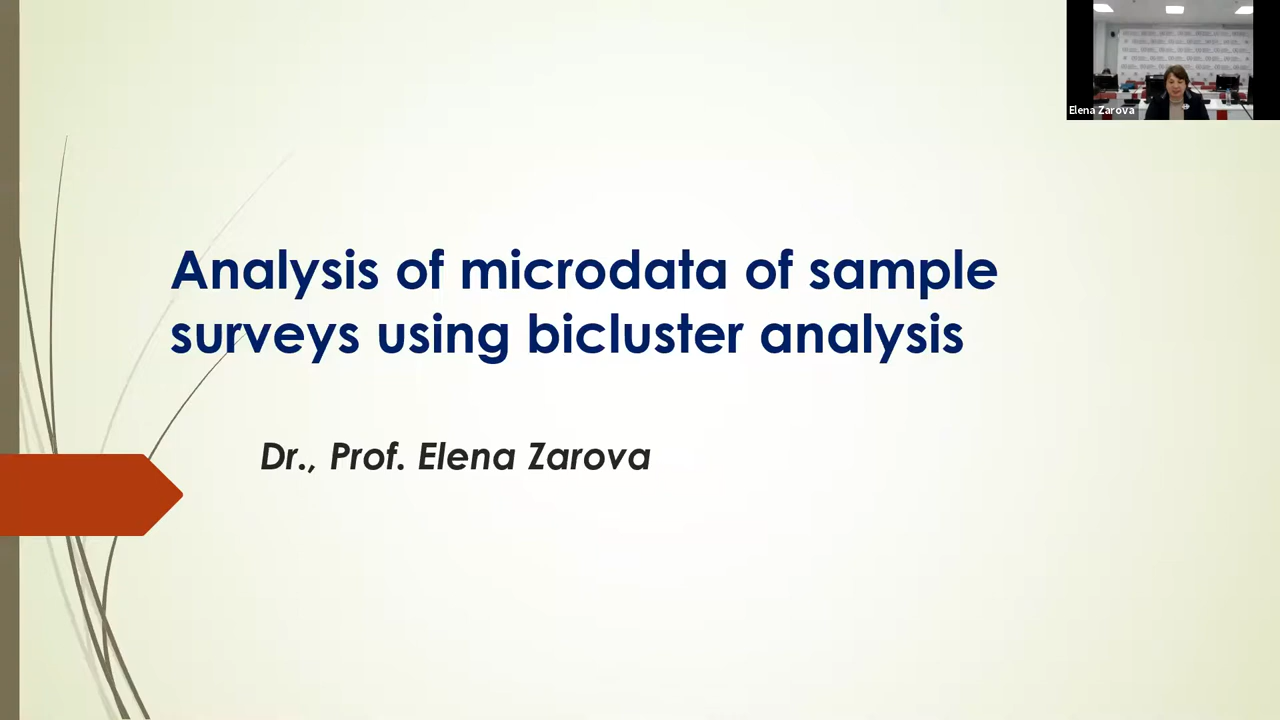 Elena Zarova
Analysis of microdata of sample
surveys using bicluster analysis
Dr., Prof. Elena Zarova